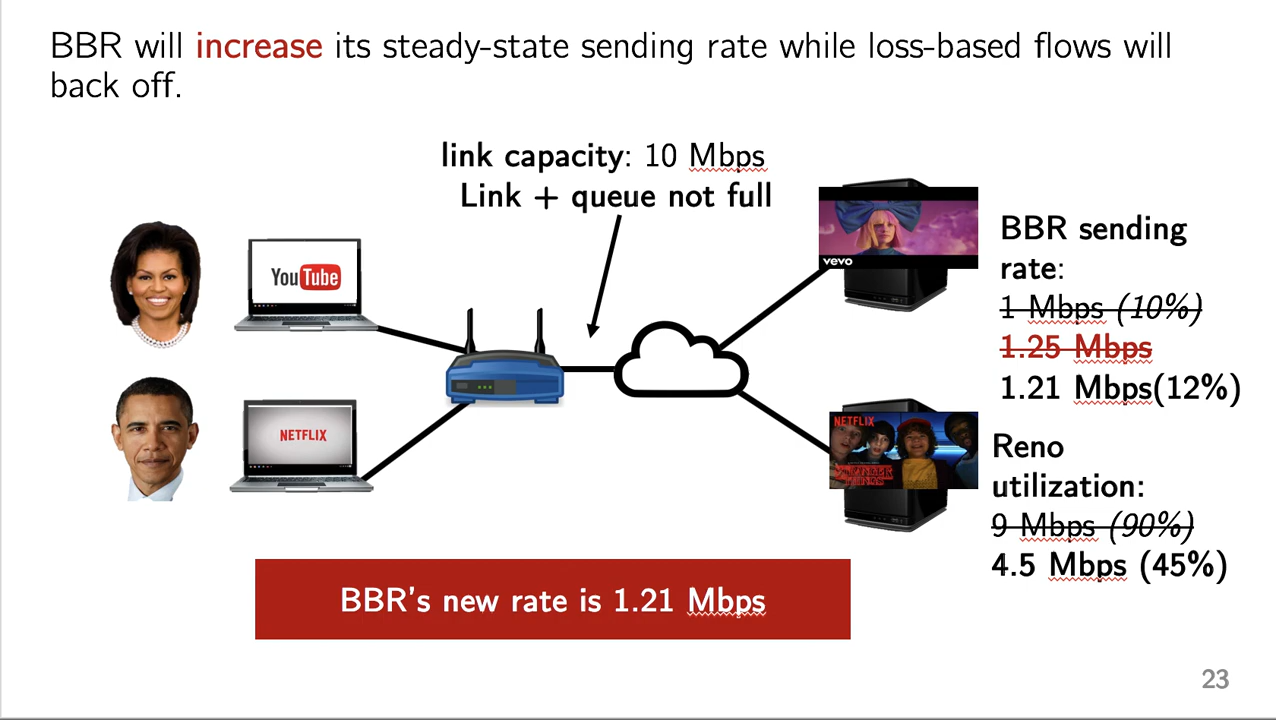 BBR will increase its steady-state sending rate while loss-based flows will
back off.
link capacity: 10 Mbps
Link + queue not full
YouTube
NETFLIX
vevo
NETFLIX
STRANGER
THINGS
BBR sending
rate:
1 Mbps (10%)
1.25 Mbps
1.21 Mbps(12%)
Reno
utilization:
9 Mbps (90%)
4.5 Mbps (45%)
BBR's new rate is 1.21 Mbps
23